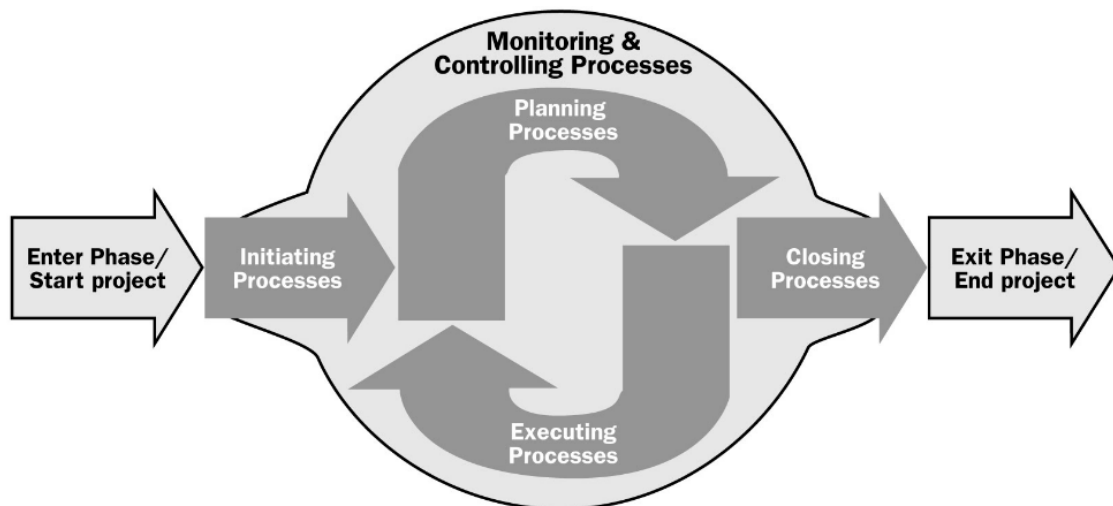 Monitoring &
Controlling Processes
Planning
Processes
Enter Phase/
Start project
Initiating
Processes
Closing
Processes
Exit Phase/
End project
Executing
Processes